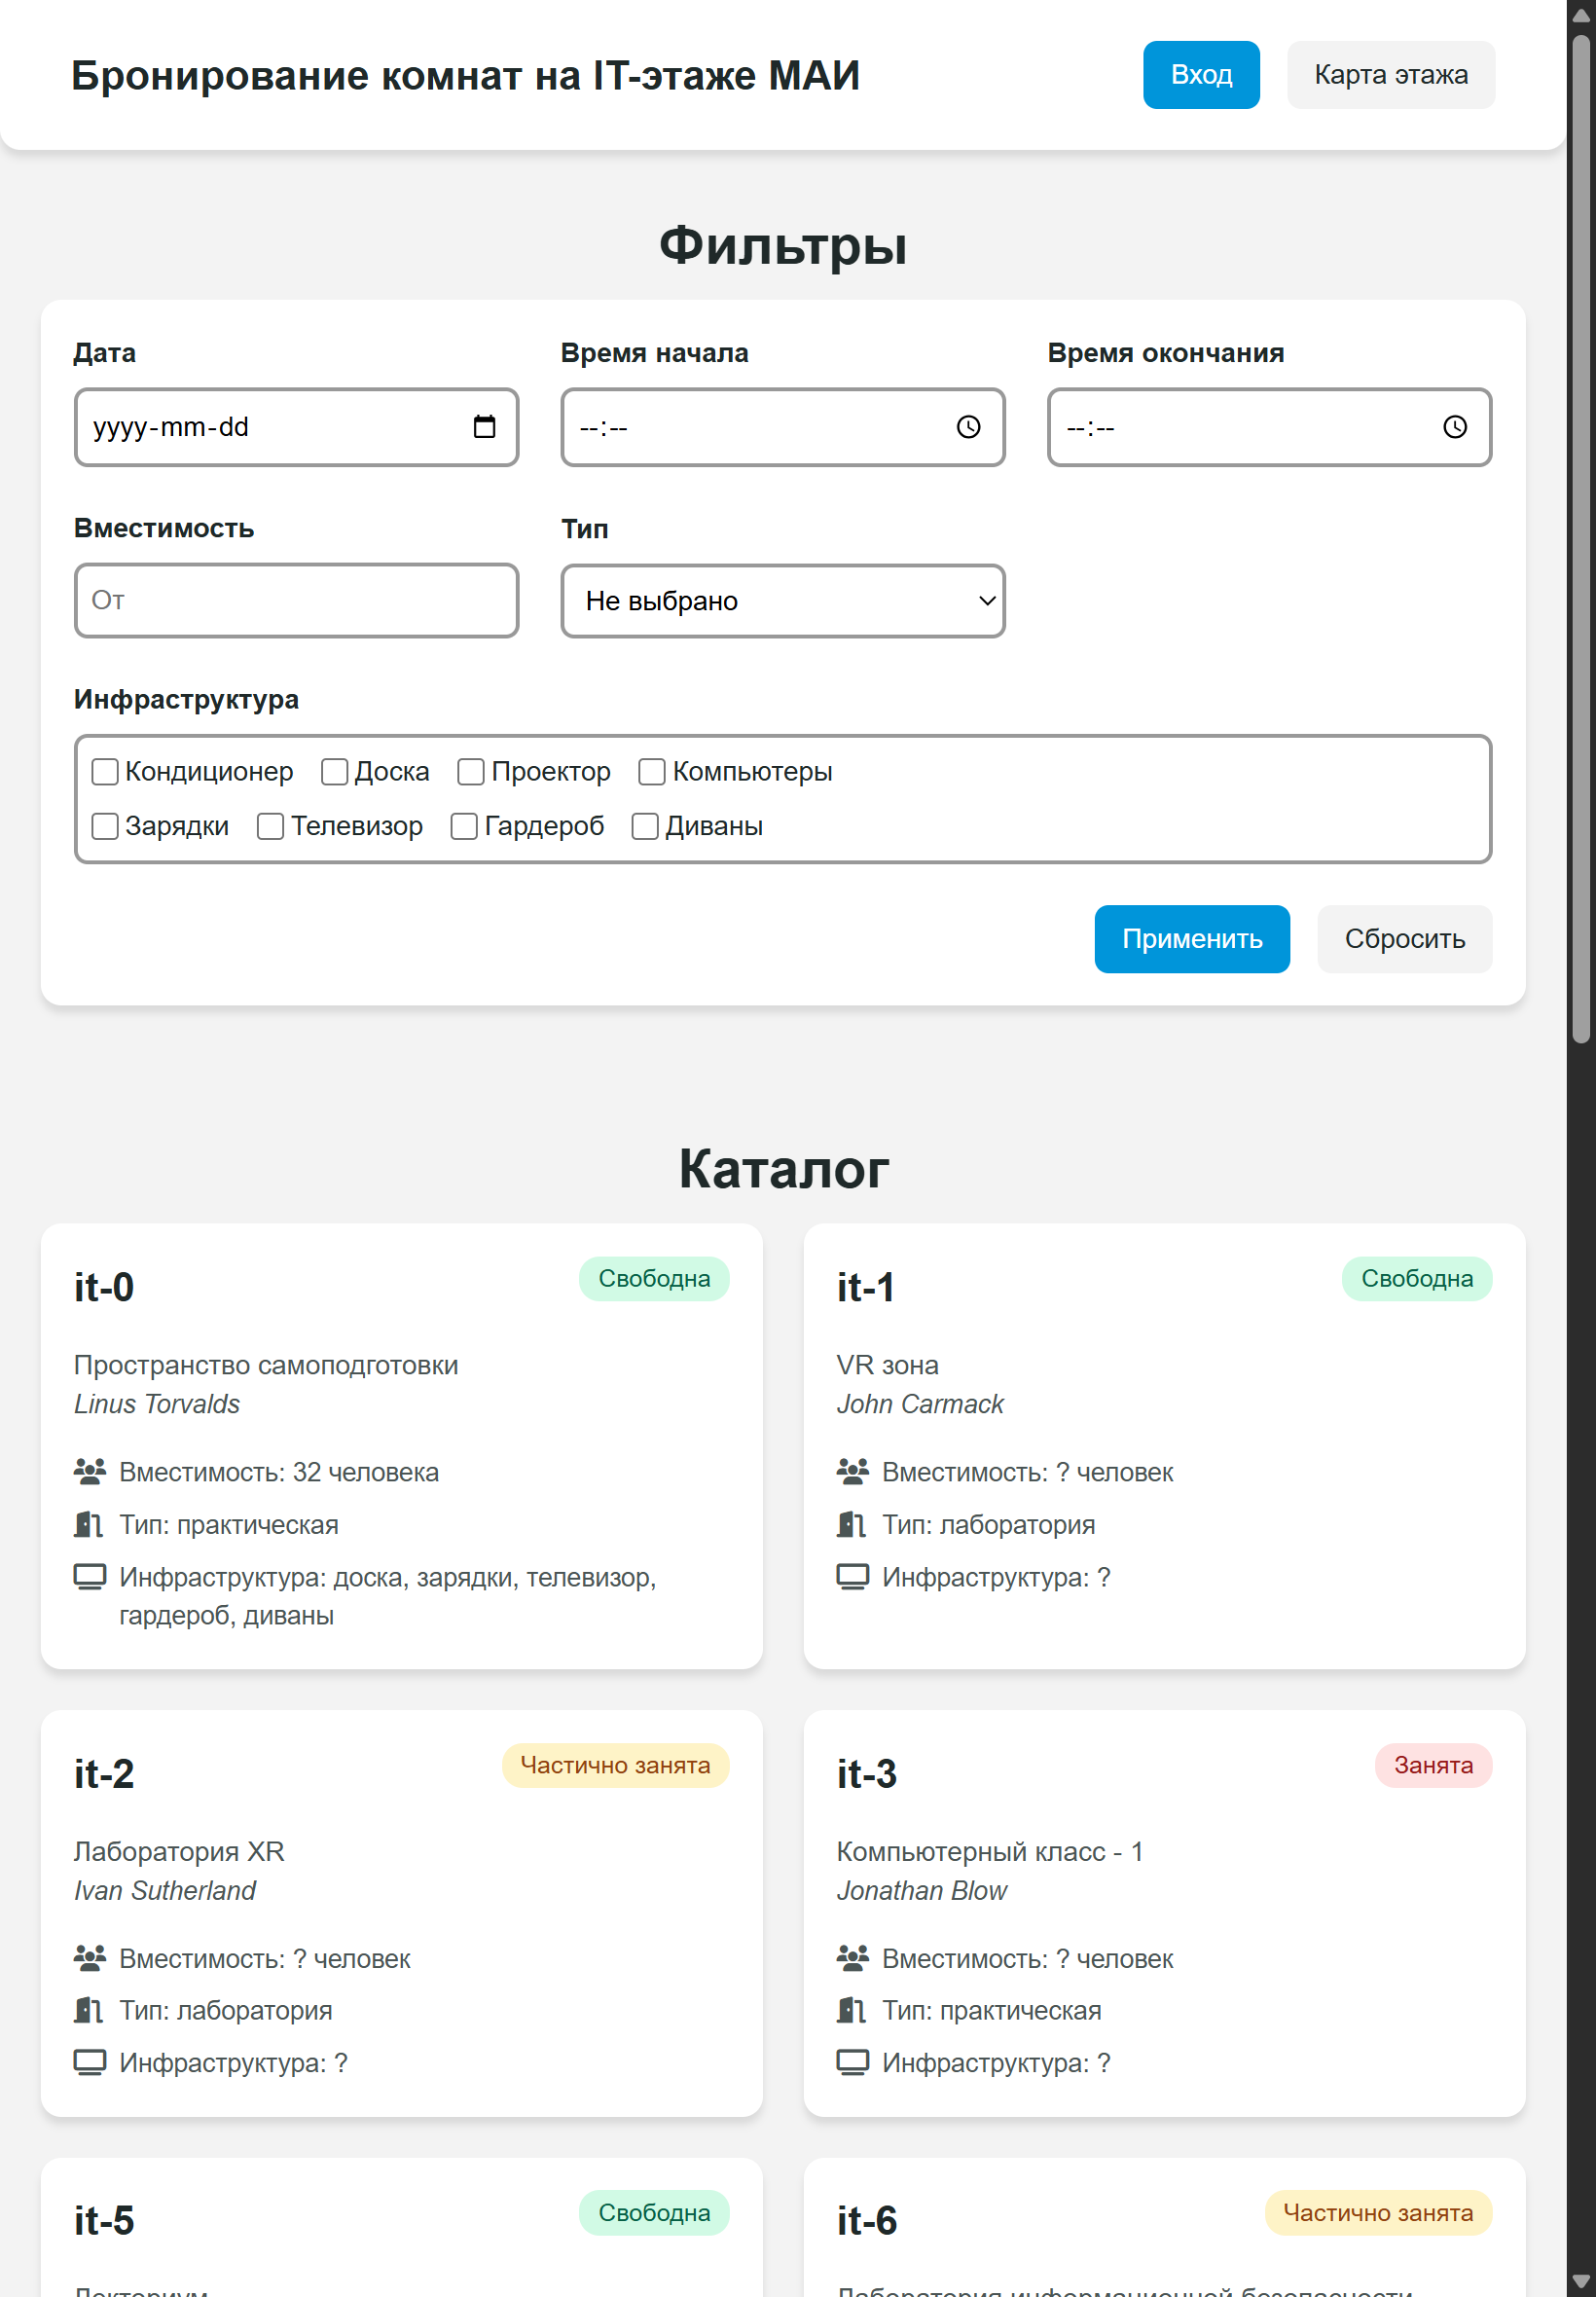 Бронирование комнат на IT-этаже МАИ
Вход
Карта этажа
Фильтры
Дата
Время начала
Время окончания
yyyy-mm-dd
--:--
--:--
Вместимость
Тип
От
Не выбрано
Инфраструктура
Кондиционер Доска Проектор Компьютеры
Зарядки Телевизор Гардероб Диваны
Применить
Сбросить
Каталог
it-0
Свободна
Пространство самоподготовки
Linus Torvalds
Вместимость: 32 человека
Тип: практическая
Инфраструктура: доска, зарядки, телевизор,
гардероб, диваны
it-1
Свободна
VR зона
John Carmack
Вместимость: ? человек
Тип: лаборатория
Инфраструктура: ?
it-2
Частично занята
Лаборатория XR
Ivan Sutherland
Вместимость: ? человек
Тип: лаборатория
Инфраструктура: ?
it-3
Занята
Компьютерный класс - 1
Jonathan Blow
Вместимость: ? человек
Тип: практическая
Инфраструктура: ?
it-5
Свободна
Лекториум
it-6
Частично занята
Лаборатория информационной безопасности